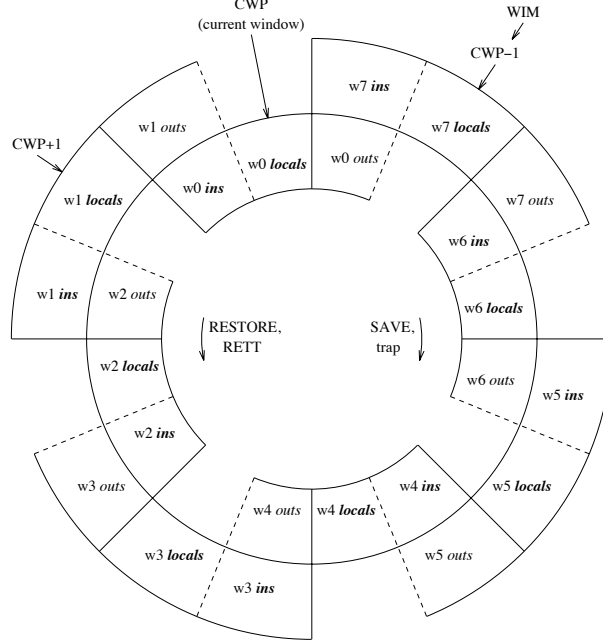 CWP
(current window)
WIM
CWP−1
w7 ins
w1 outs
w7 locals
CWP+1
w0 locals
w0 outs
w0 ins
w1 locals
w7 outs
w6 ins
w1 ins
w2 outs
w6 locals
RESTORE,
RETT
SAVE,
trap
w2 locals
w6 outs
w5 ins
w2 ins
w3 outs
w4 ins
w5 locals
w4 outs
w4 locals
w3 locals
w5 outs
w3 ins